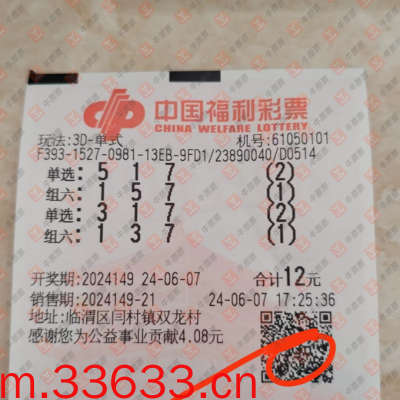 中国福利彩票
CHINA WELFARE LOTTERY
玩法:3D-单式 机号:61050101
F393-1527-0981-13EB-9FD1/23890040/D0514
单选: 5 1 7 (2)
组六: 1 5 7 (1)
单选: 3 1 7 (2)
组六: 1 3 7 (1)
开奖期:2024149 24-06-07 合计12元
销售期:2024149-21 24-06-07 17:25:36
地址:临渭区闫村镇双龙村
感谢您为公益事业贡献4.08元
m.33633.cn